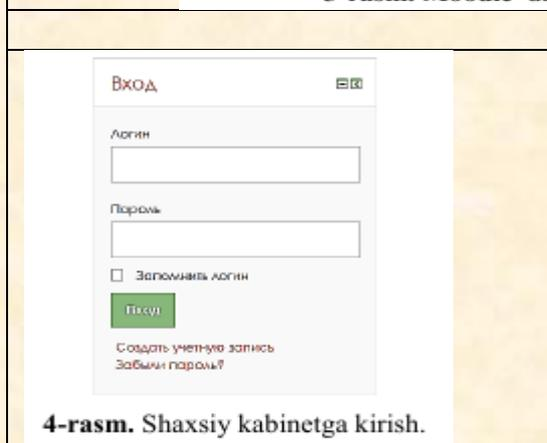 Вход
Логин
Пароль
Запомнить логин
Вход
Создать учетную запись
Забыли пароль?
4-rasm. Shaxsiy kabinetga kirish.